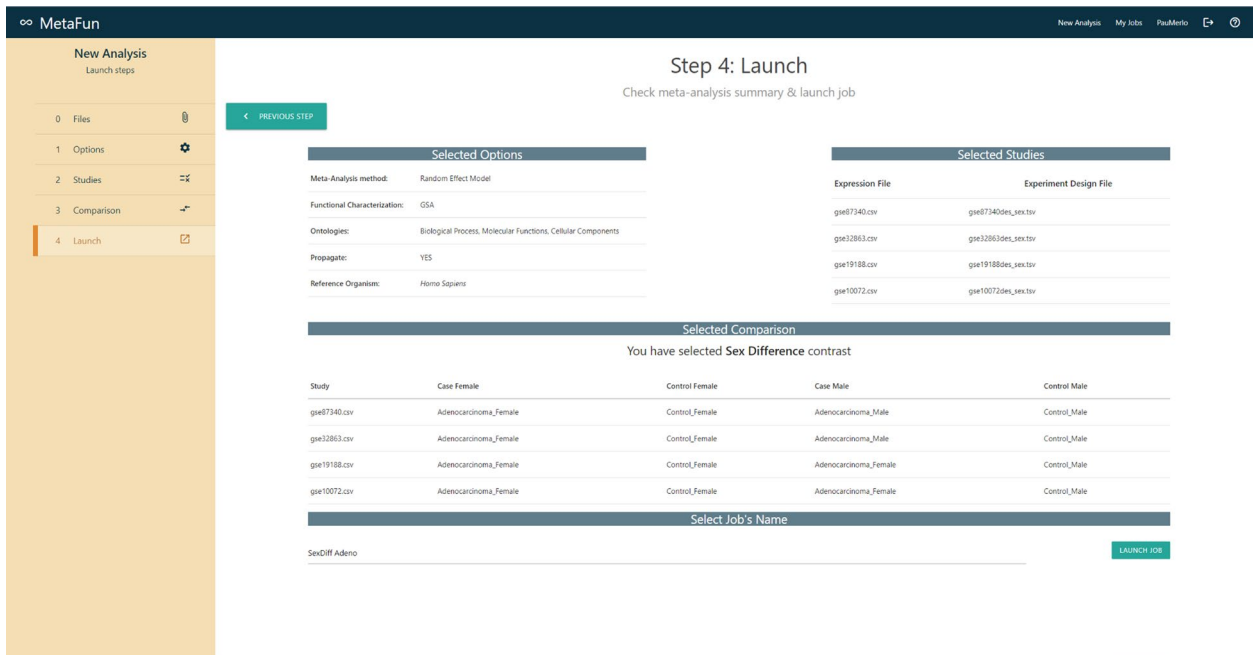 ∞ MetaFun
New Analysis My Jobs PauMerlo
New Analysis
Launch steps
0 Files
1 Options
2 Studies
3 Comparison
4 Launch
Step 4: Launch
Check meta-analysis summary & launch job
PREVIOUS STEP
Selected Options
Meta-Analysis method: Random Effect Model
Functional Characterization: GSA
Ontologies: Biological Process, Molecular Functions, Cellular Components
Propagate: YES
Reference Organism: Homo Sapiens
Selected Studies
Expression File Experiment Design File
gse87340.csv gse87340des_sex.tsv
gse32863.csv gse32863des_sex.tsv
gse19188.csv gse19188des_sex.tsv
gse10072.csv gse10072des_sex.tsv
Selected Comparison
You have selected Sex Difference contrast
Study Case Female Control Female Case Male Control Male
gse87340.csv Adenocarcinoma_Female Control_Female Adenocarcinoma_Male Control_Male
gse32863.csv Adenocarcinoma_Female Control_Female Adenocarcinoma_Male Control_Male
gse19188.csv Adenocarcinoma_Female Control_Female Adenocarcinoma_Female Control_Male
gse10072.csv Adenocarcinoma_Female Control_Female Adenocarcinoma_Female Control_Male
Select Job's Name
SexDiff Adeno
LAUNCH JOB